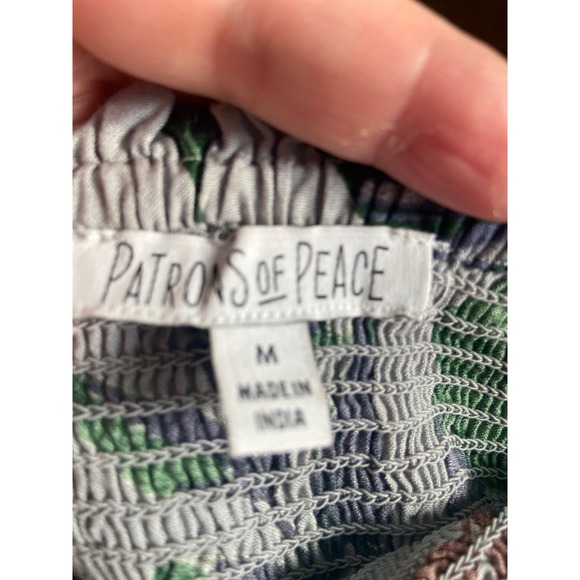 PATRONS OF PEACE
M
MADE IN
INDIA